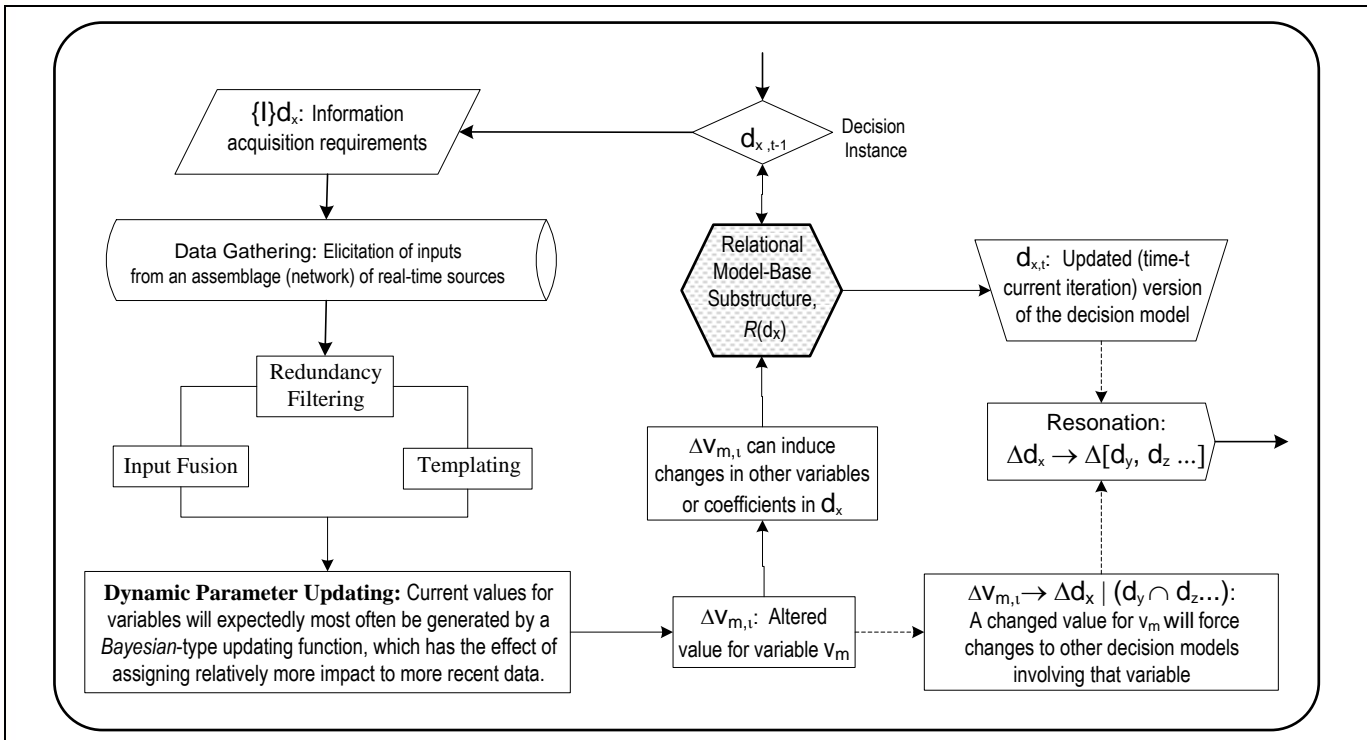 {I}dx: Information
acquisition requirements
dx ,t-1
Decision
Instance
Data Gathering: Elicitation of inputs
from an assemblage (network) of real-time sources
Relational
Model-Base
Substructure,
R(dx)
dx,t: Updated (time-t
current iteration) version
of the decision model
Redundancy
Filtering
Input Fusion
Templating
Resonation:
Δdx → Δ[dy, dz ...]
Δvm,ι can induce
changes in other variables
or coefficients in dx
Dynamic Parameter Updating: Current values for
variables will expectedly most often be generated by a
Bayesian-type updating function, which has the effect of
assigning relatively more impact to more recent data.
Δvm,ι: Altered
value for variable vm
Δvm,ι→ Δdx | (dy ∩ dz...):
A changed value for vm will force
changes to other decision models
involving that variable